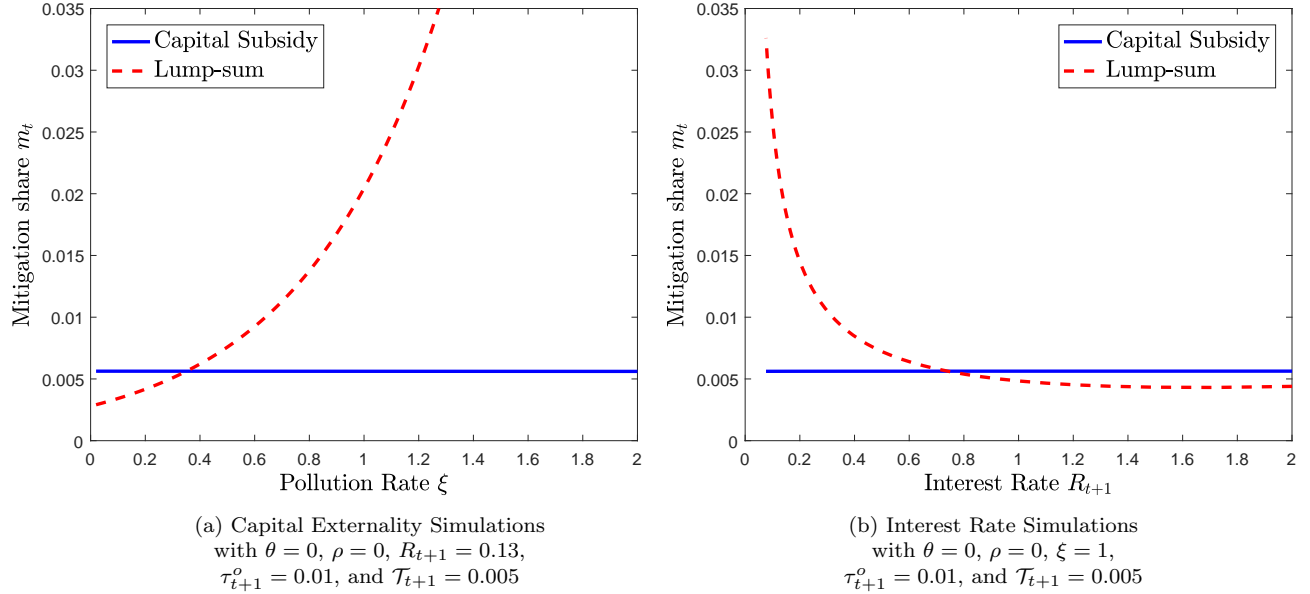 0.035
0.03
0.025
0.02
0.015
0.01
0.005
0
Mitigation share m_t
Capital Subsidy
Lump-sum
0 0.2 0.4 0.6 0.8 1 1.2 1.4 1.6 1.8 2
Pollution Rate ξ
(a) Capital Externality Simulations
with θ = 0, ρ = 0, R_{t+1} = 0.13,
τ^o_{t+1} = 0.01, and 𝒯_{t+1} = 0.005
0.035
0.03
0.025
0.02
0.015
0.01
0.005
0
Mitigation share m_t
Capital Subsidy
Lump-sum
0 0.2 0.4 0.6 0.8 1 1.2 1.4 1.6 1.8 2
Interest Rate R_{t+1}
(b) Interest Rate Simulations
with θ = 0, ρ = 0, ξ = 1,
τ^o_{t+1} = 0.01, and 𝒯_{t+1} = 0.005